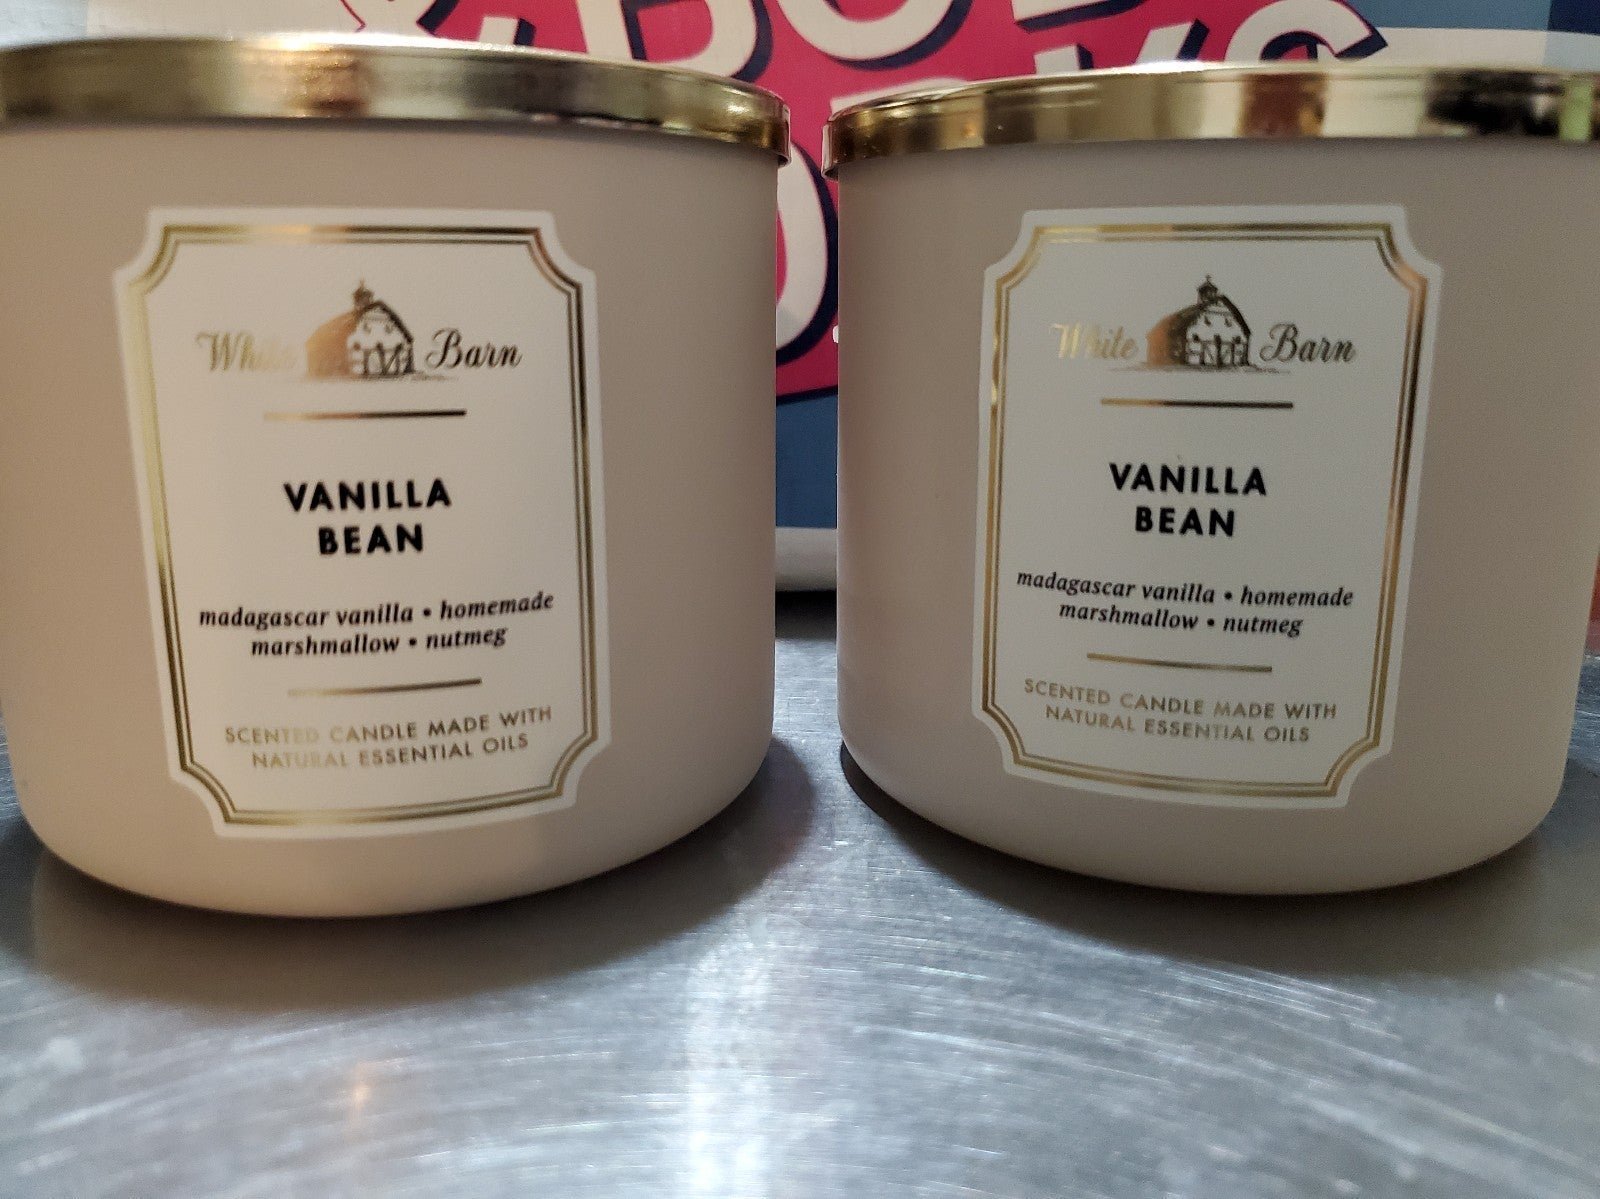 White Barn
VANILLA
BEAN
madagascar vanilla • homemade
marshmallow • nutmeg
SCENTED CANDLE MADE WITH
NATURAL ESSENTIAL OILS
White Barn
VANILLA
BEAN
madagascar vanilla • homemade
marshmallow • nutmeg
SCENTED CANDLE MADE WITH
NATURAL ESSENTIAL OILS